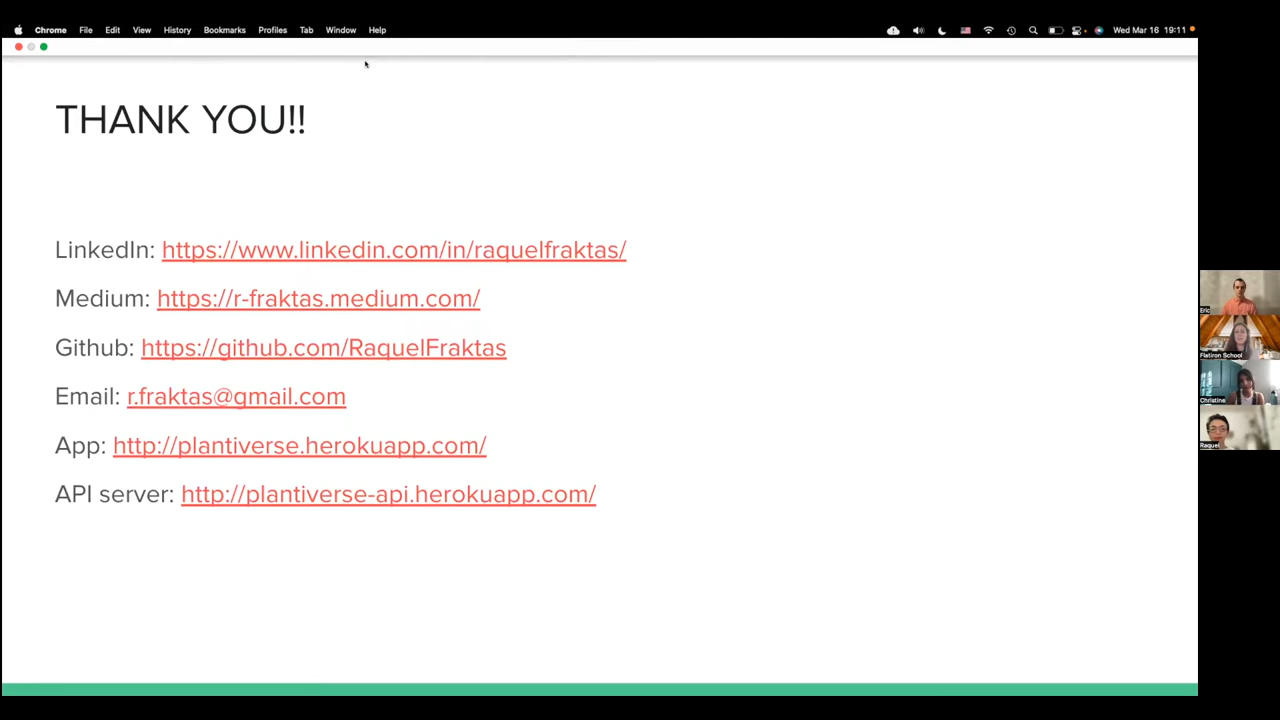 Chrome File Edit View History Bookmarks Profiles Tab Window Help Wed Mar 16 19:11
THANK YOU!!
LinkedIn: https://www.linkedin.com/in/raquelfraktas/
Medium: https://r-fraktas.medium.com/
Github: https://github.com/RaquelFraktas
Email: r.fraktas@gmail.com
App: http://plantiverse.herokuapp.com/
API server: http://plantiverse-api.herokuapp.com/
Eric
Flatiron School
Christine
Raquel